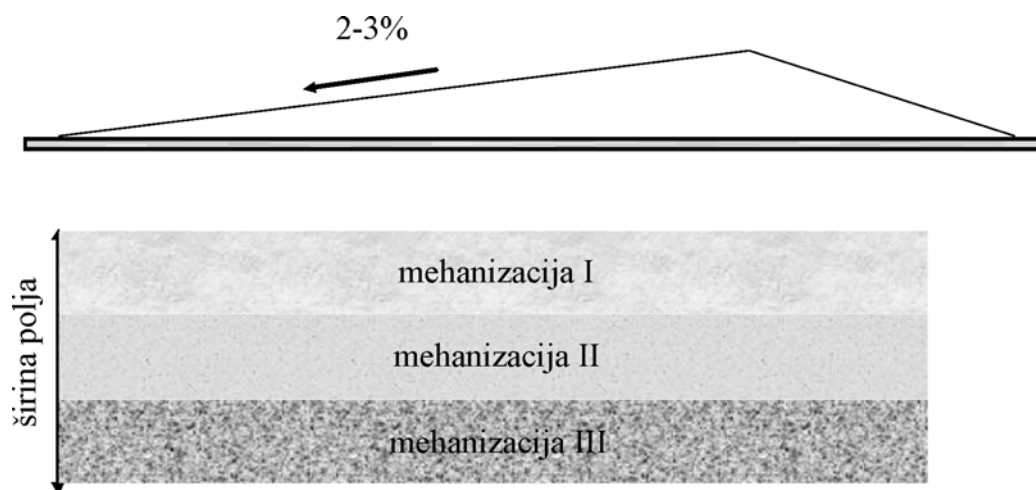 2-3%
mehanizacija I
mehanizacija II
mehanizacija III
širina polja